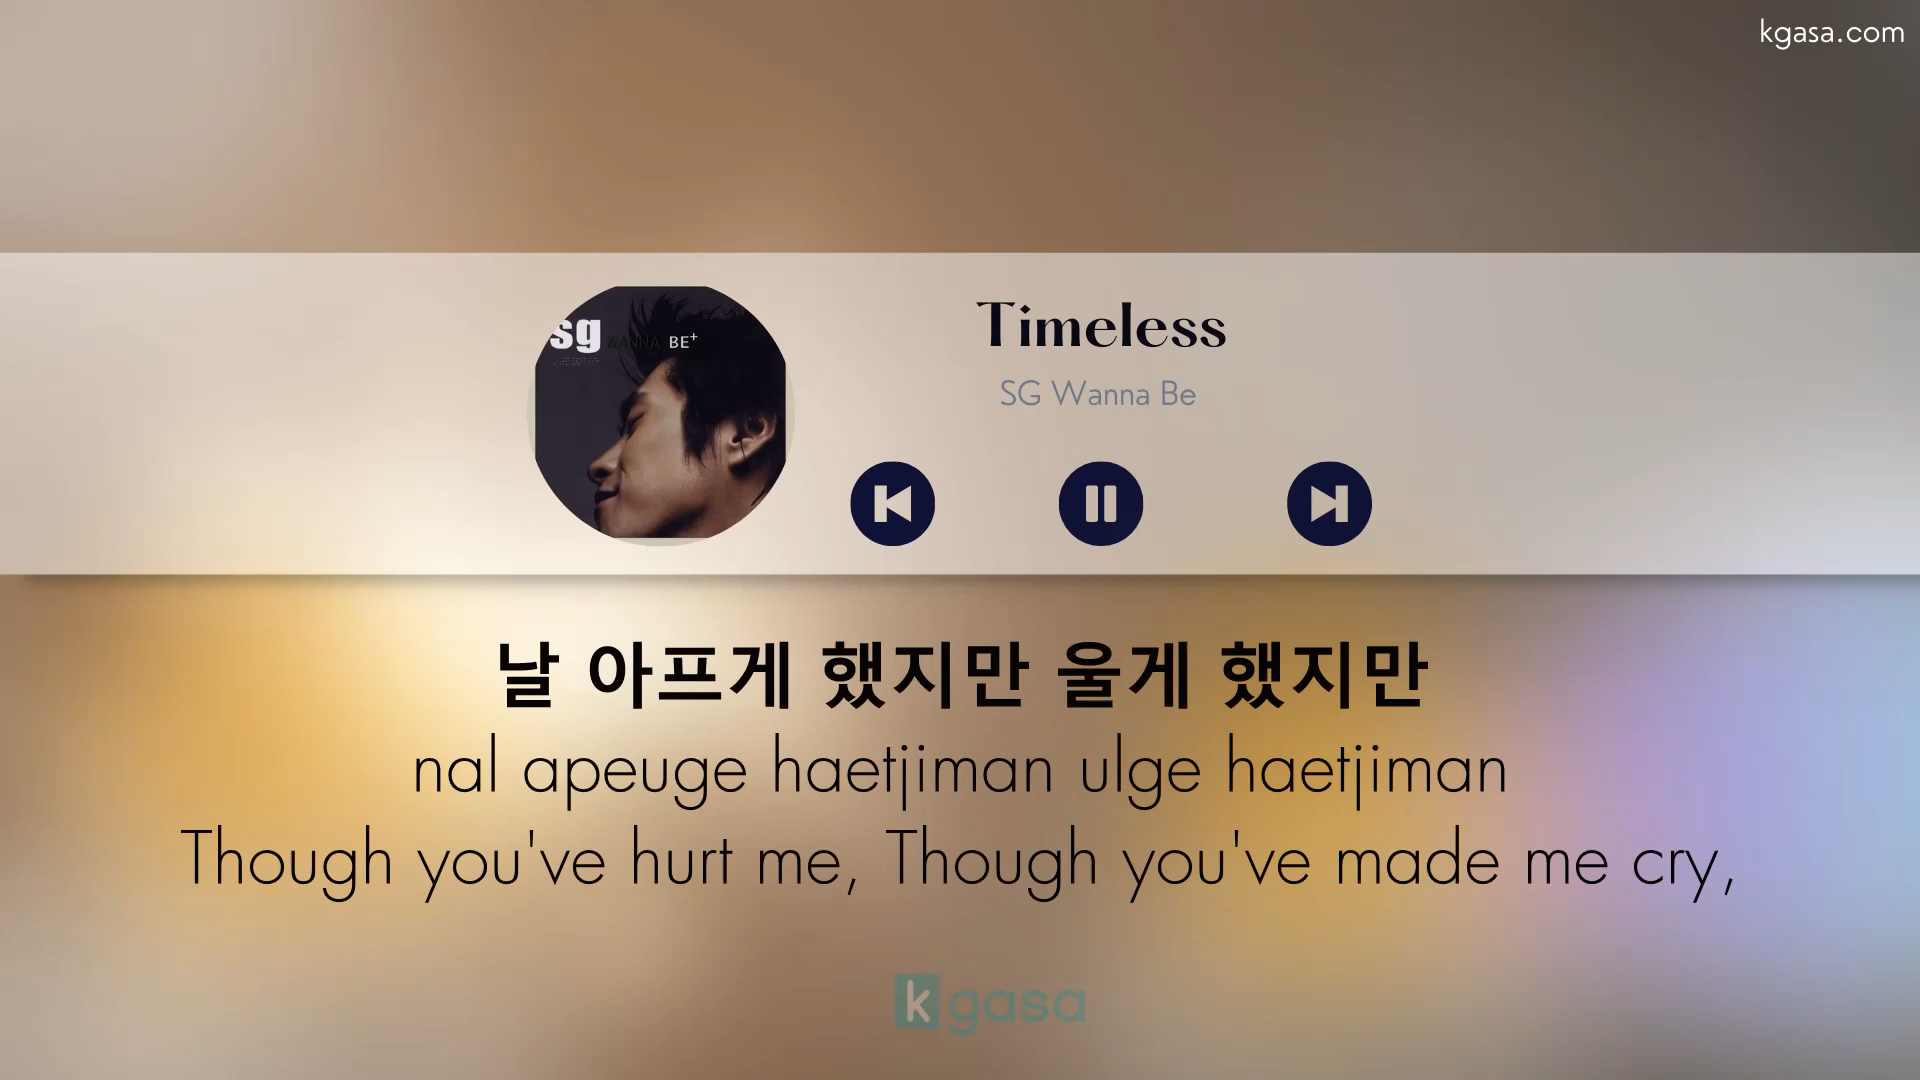 kgasa.com
sg WANNA BE+
Timeless
SG Wanna Be
날 아프게 했지만 울게 했지만
nal apeuge haetjiman ulge haetjiman
Though you've hurt me, Though you've made me cry,
kgasa